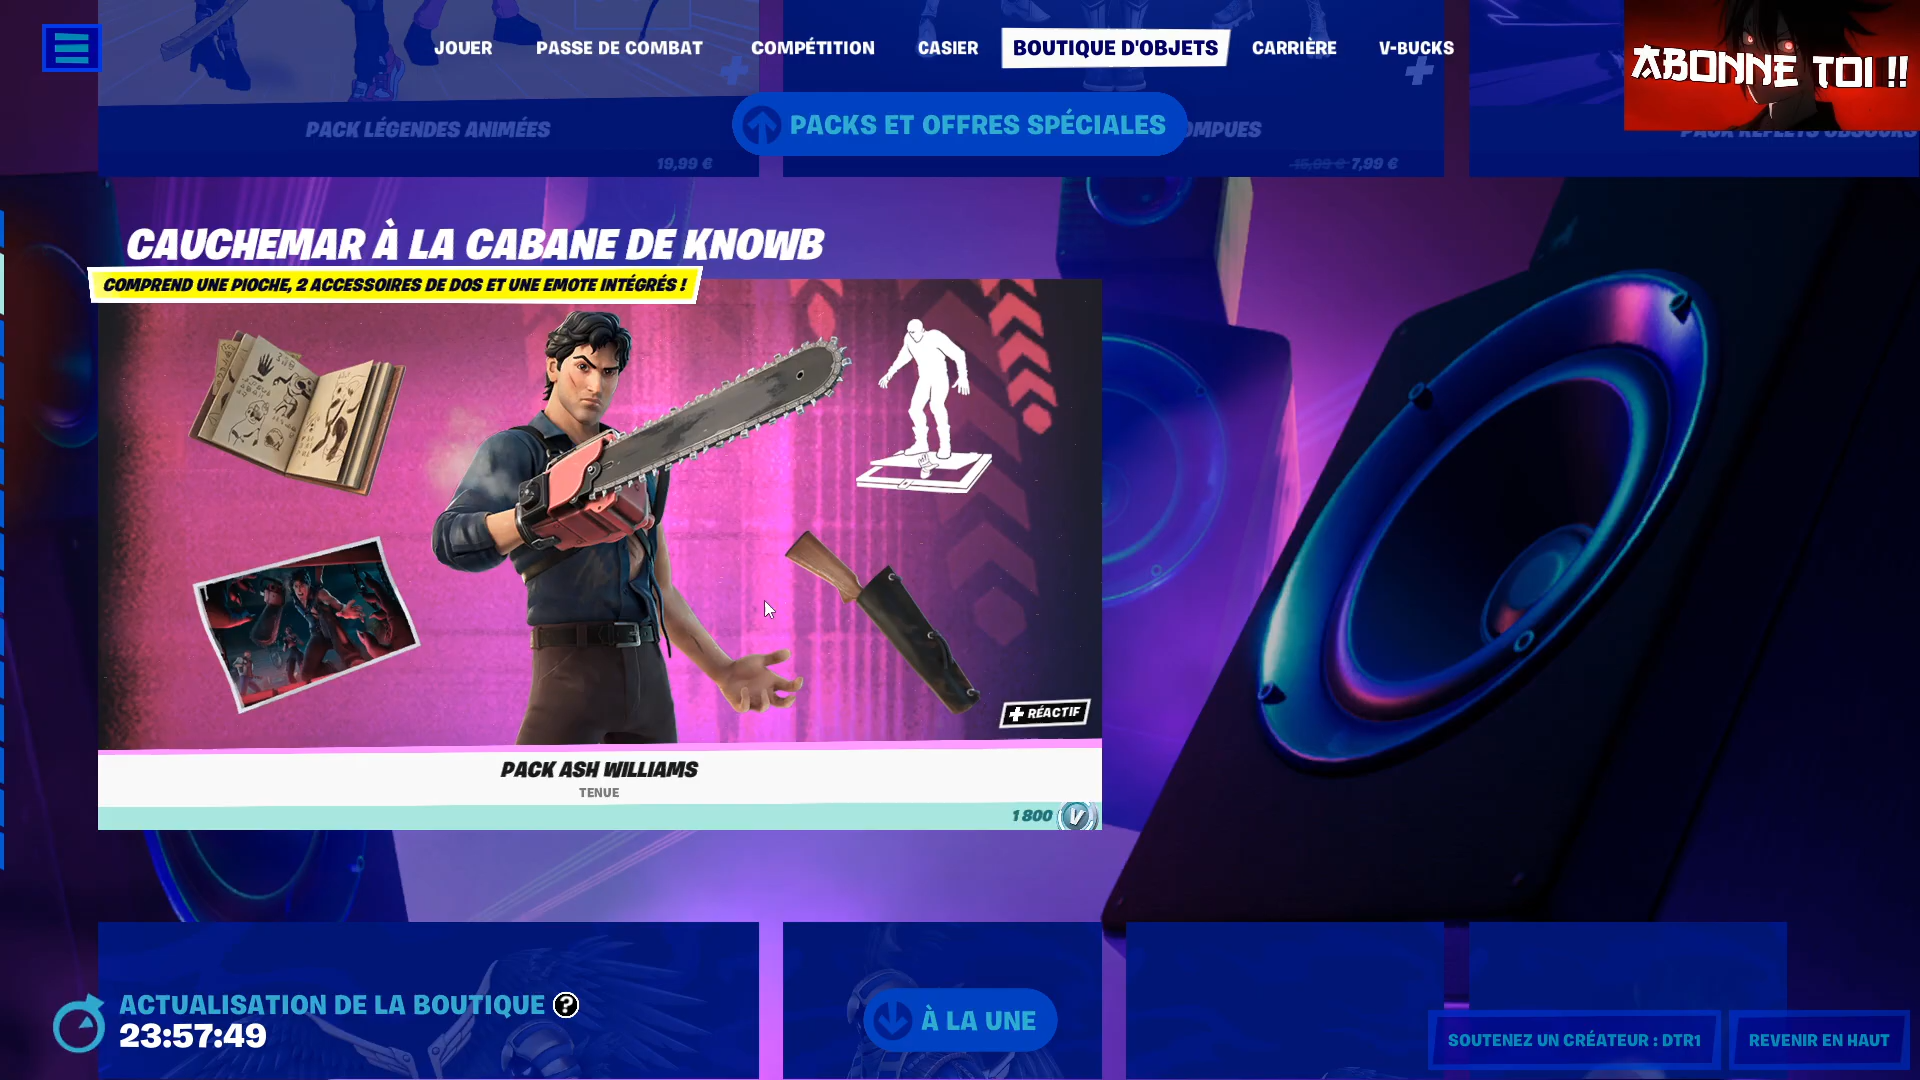 JOUER
PASSE DE COMBAT
COMPÉTITION
CASIER
BOUTIQUE D'OBJETS
CARRIÈRE
V-BUCKS
ABONNE TOI !!
PACKS ET OFFRES SPÉCIALES
PACK LÉGENDES ANIMÉES
19,99 €
15,99 € 7,99 €
CAUCHEMAR À LA CABANE DE KNOWB
COMPREND UNE PIOCHE, 2 ACCESSOIRES DE DOS ET UNE EMOTE INTÉGRÉS !
+ RÉACTIF
PACK ASH WILLIAMS
TENUE
1 800
ACTUALISATION DE LA BOUTIQUE ?
23:57:49
À LA UNE
SOUTENEZ UN CRÉATEUR : DTR1
REVENIR EN HAUT